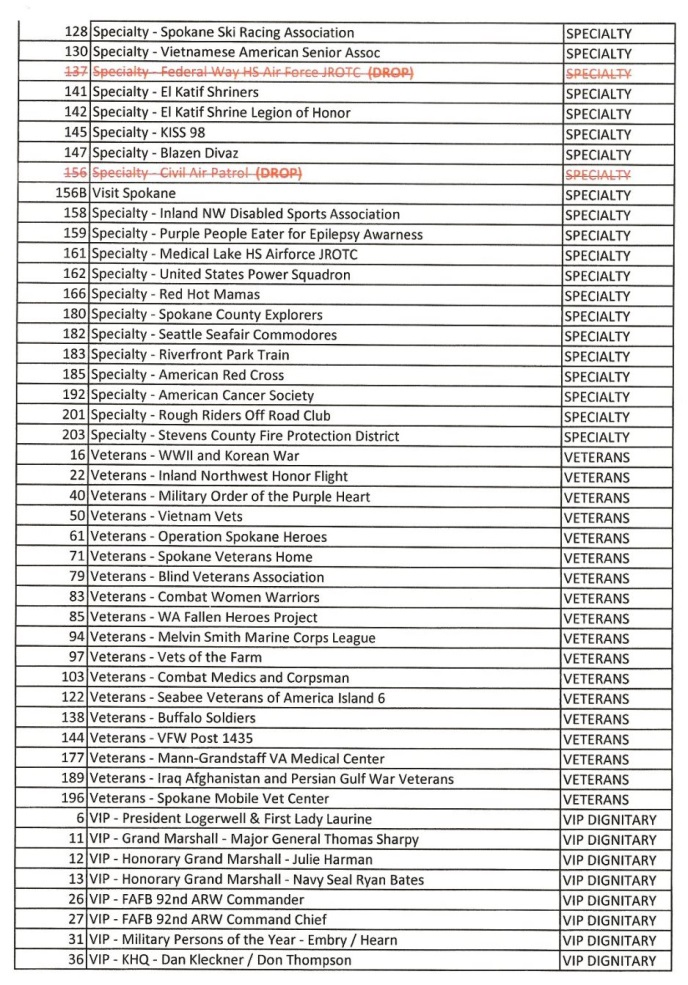 128 Specialty - Spokane Ski Racing Association SPECIALTY
130 Specialty - Vietnamese American Senior Assoc SPECIALTY
137 Specialty - Federal Way HS Air Force JROTC (DROP) SPECIALTY
141 Specialty - El Katif Shriners SPECIALTY
142 Specialty - El Katif Shrine Legion of Honor SPECIALTY
145 Specialty - KISS 98 SPECIALTY
147 Specialty - Blazen Divaz SPECIALTY
156 Specialty - Civil Air Patrol (DROP) SPECIALTY
156B Visit Spokane SPECIALTY
158 Specialty - Inland NW Disabled Sports Association SPECIALTY
159 Specialty - Purple People Eater for Epilepsy Awarness SPECIALTY
161 Specialty - Medical Lake HS Airforce JROTC SPECIALTY
162 Specialty - United States Power Squadron SPECIALTY
166 Specialty - Red Hot Mamas SPECIALTY
180 Specialty - Spokane County Explorers SPECIALTY
182 Specialty - Seattle Seafair Commodores SPECIALTY
183 Specialty - Riverfront Park Train SPECIALTY
185 Specialty - American Red Cross SPECIALTY
192 Specialty - American Cancer Society SPECIALTY
201 Specialty - Rough Riders Off Road Club SPECIALTY
203 Specialty - Stevens County Fire Protection District SPECIALTY
16 Veterans - WWII and Korean War VETERANS
22 Veterans - Inland Northwest Honor Flight VETERANS
40 Veterans - Military Order of the Purple Heart VETERANS
50 Veterans - Vietnam Vets VETERANS
61 Veterans - Operation Spokane Heroes VETERANS
71 Veterans - Spokane Veterans Home VETERANS
79 Veterans - Blind Veterans Association VETERANS
83 Veterans - Combat Women Warriors VETERANS
85 Veterans - WA Fallen Heroes Project VETERANS
94 Veterans - Melvin Smith Marine Corps League VETERANS
97 Veterans - Vets of the Farm VETERANS
103 Veterans - Combat Medics and Corpsman VETERANS
122 Veterans - Seabee Veterans of America Island 6 VETERANS
138 Veterans - Buffalo Soldiers VETERANS
144 Veterans - VFW Post 1435 VETERANS
177 Veterans - Mann-Grandstaff VA Medical Center VETERANS
189 Veterans - Iraq Afghanistan and Persian Gulf War Veterans VETERANS
196 Veterans - Spokane Mobile Vet Center VETERANS
6 VIP - President Logerwell & First Lady Laurine VIP DIGNITARY
11 VIP - Grand Marshall - Major General Thomas Sharpy VIP DIGNITARY
12 VIP - Honorary Grand Marshall - Julie Harman VIP DIGNITARY
13 VIP - Honorary Grand Marshall - Navy Seal Ryan Bates VIP DIGNITARY
26 VIP - FAFB 92nd ARW Commander VIP DIGNITARY
27 VIP - FAFB 92nd ARW Command Chief VIP DIGNITARY
31 VIP - Military Persons of the Year - Embry / Hearn VIP DIGNITARY
36 VIP - KHQ - Dan Kleckner / Don Thompson VIP DIGNITARY